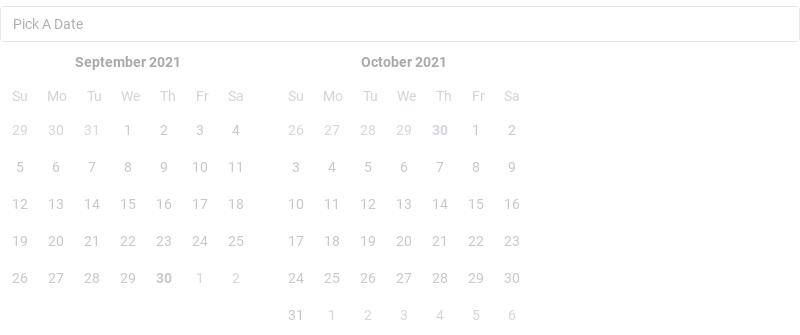 Pick A Date
September 2021
Su Mo Tu We Th Fr Sa
29 30 31 1 2 3 4
5 6 7 8 9 10 11
12 13 14 15 16 17 18
19 20 21 22 23 24 25
26 27 28 29 30 1 2
October 2021
Su Mo Tu We Th Fr Sa
26 27 28 29 30 1 2
3 4 5 6 7 8 9
10 11 12 13 14 15 16
17 18 19 20 21 22 23
24 25 26 27 28 29 30
31 1 2 3 4 5 6